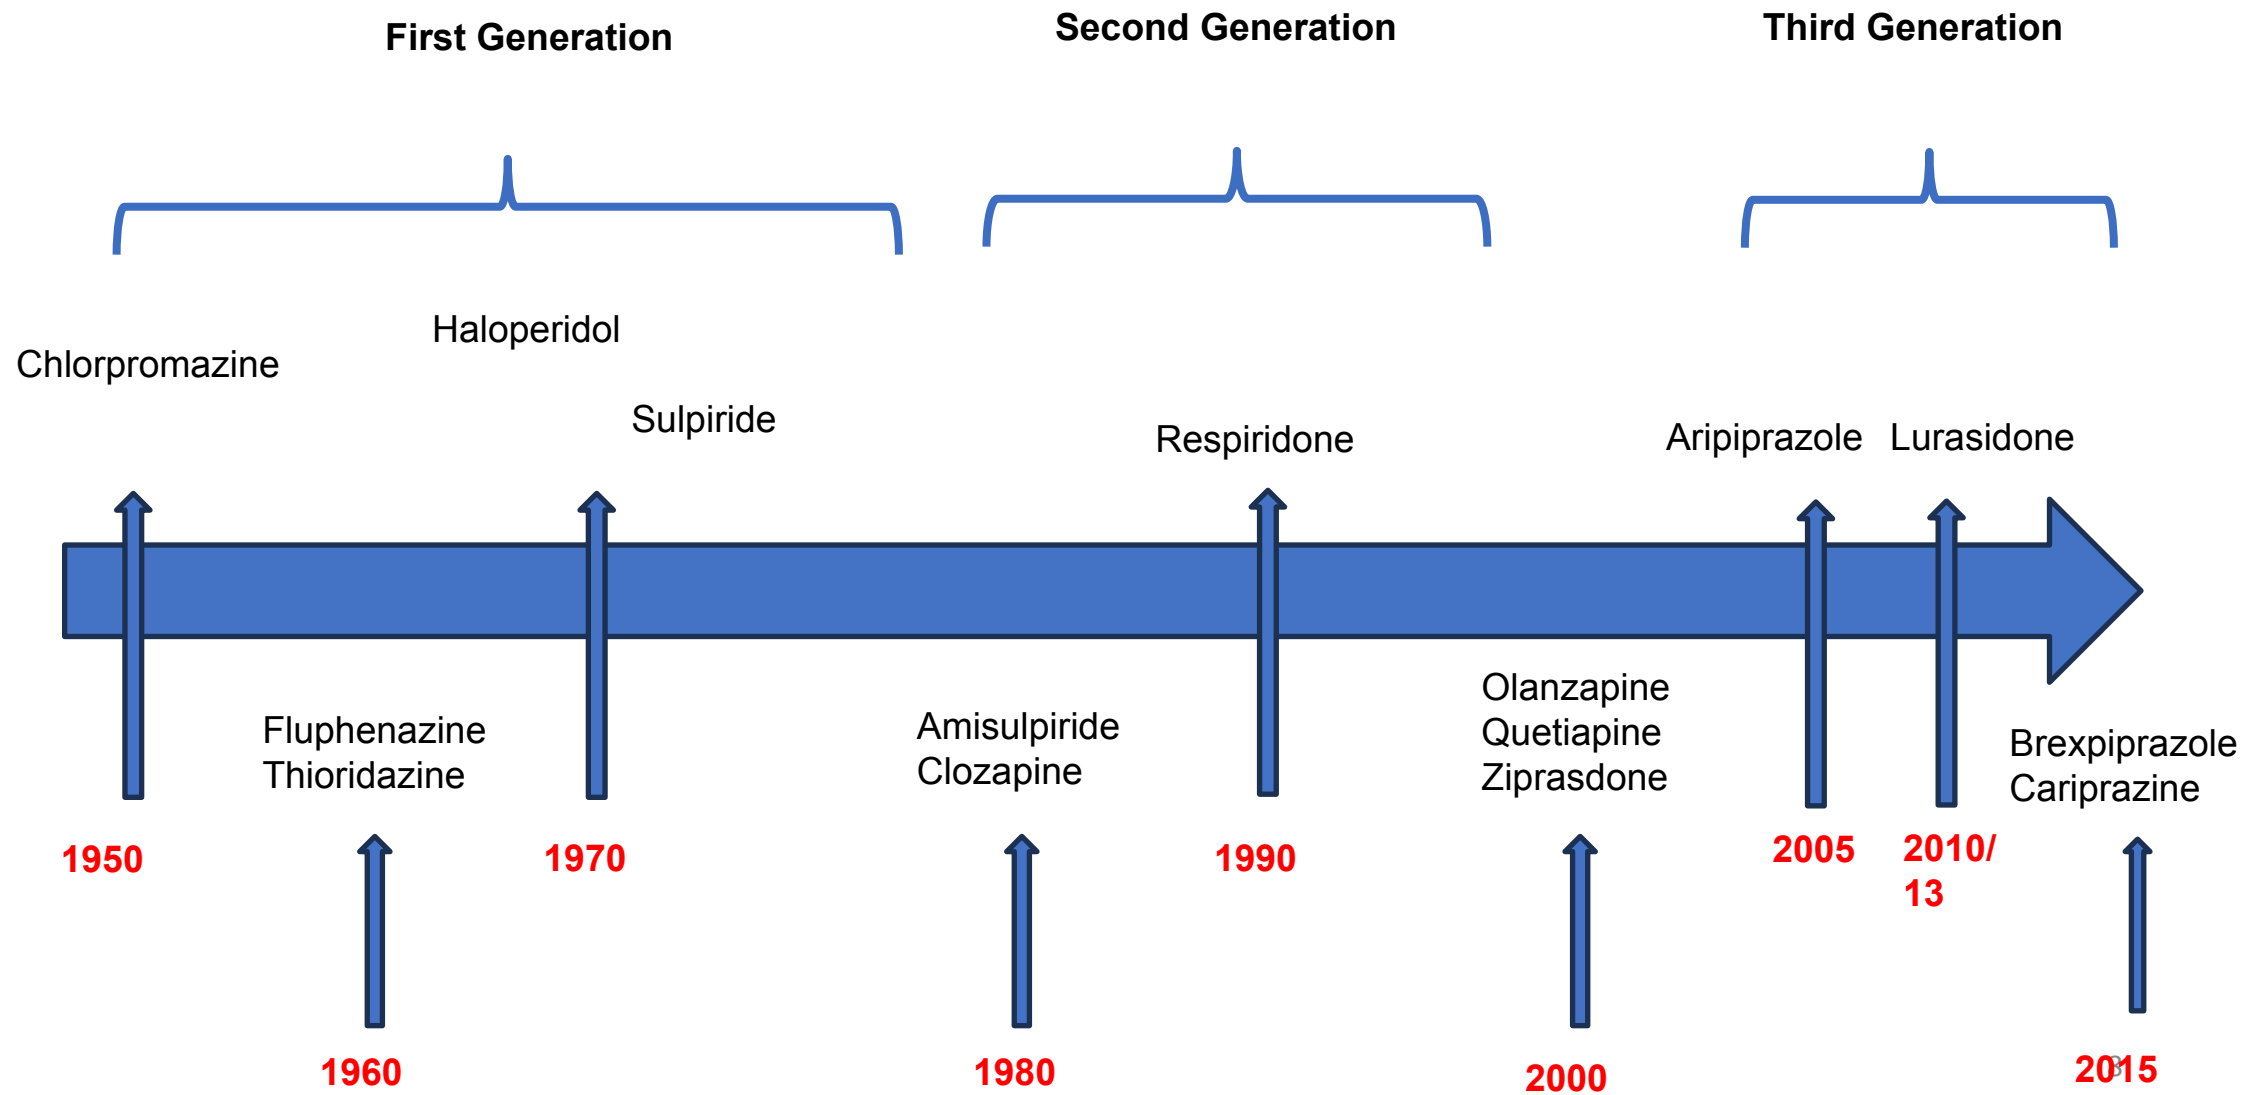 First Generation
Second Generation
Third Generation
Haloperidol
Chlorpromazine
Sulpiride
Respiridone
Aripiprazole
Lurasidone
Fluphenazine
Thioridazine
Amisulpiride
Clozapine
Olanzapine
Quetiapine
Ziprasdone
Brexpiprazole
Cariprazine
1950
1970
1990
2005
2010/
13
1960
1980
2000
2015
3